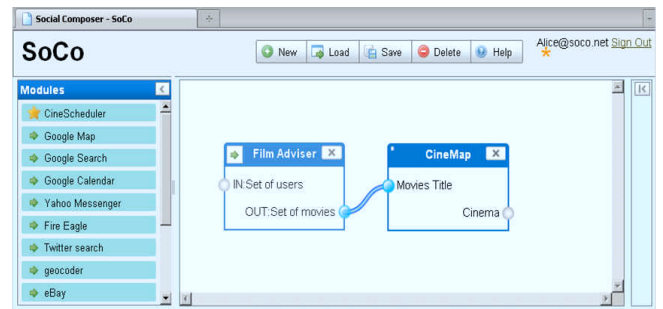 Social Composer - SoCo
SoCo
New
Load
Save
Delete
Help
Alice@soco.net Sign Out
Modules
CineScheduler
Google Map
Google Search
Google Calendar
Yahoo Messenger
Fire Eagle
Twitter search
geocoder
eBay
Film Adviser
IN:Set of users
OUT:Set of movies
CineMap
Movies Title
Cinema